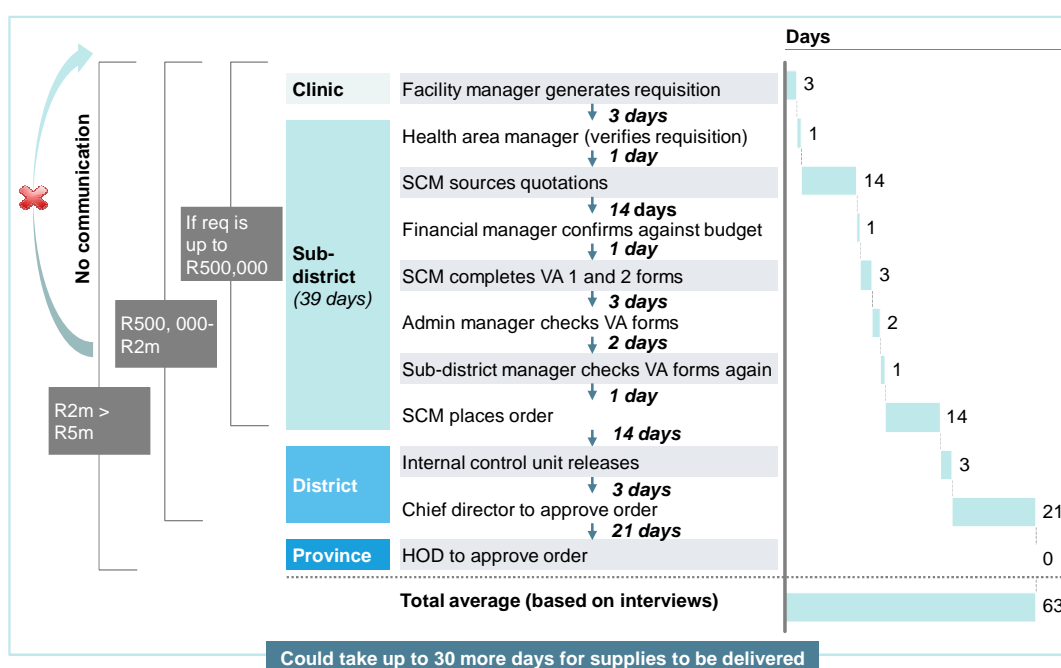 Days
No communication
If req is
up to
R500,000
R500, 000-
R2m
R2m >
R5m
Clinic
Sub-
district
(39 days)
District
Province
Facility manager generates requisition
3 days
Health area manager (verifies requisition)
1 day
SCM sources quotations
14 days
Financial manager confirms against budget
1 day
SCM completes VA 1 and 2 forms
3 days
Admin manager checks VA forms
2 days
Sub-district manager checks VA forms again
1 day
SCM places order
14 days
Internal control unit releases
3 days
Chief director to approve order
21 days
HOD to approve order
Total average (based on interviews)
3
1
14
1
3
2
1
14
3
21
0
63
Could take up to 30 more days for supplies to be delivered